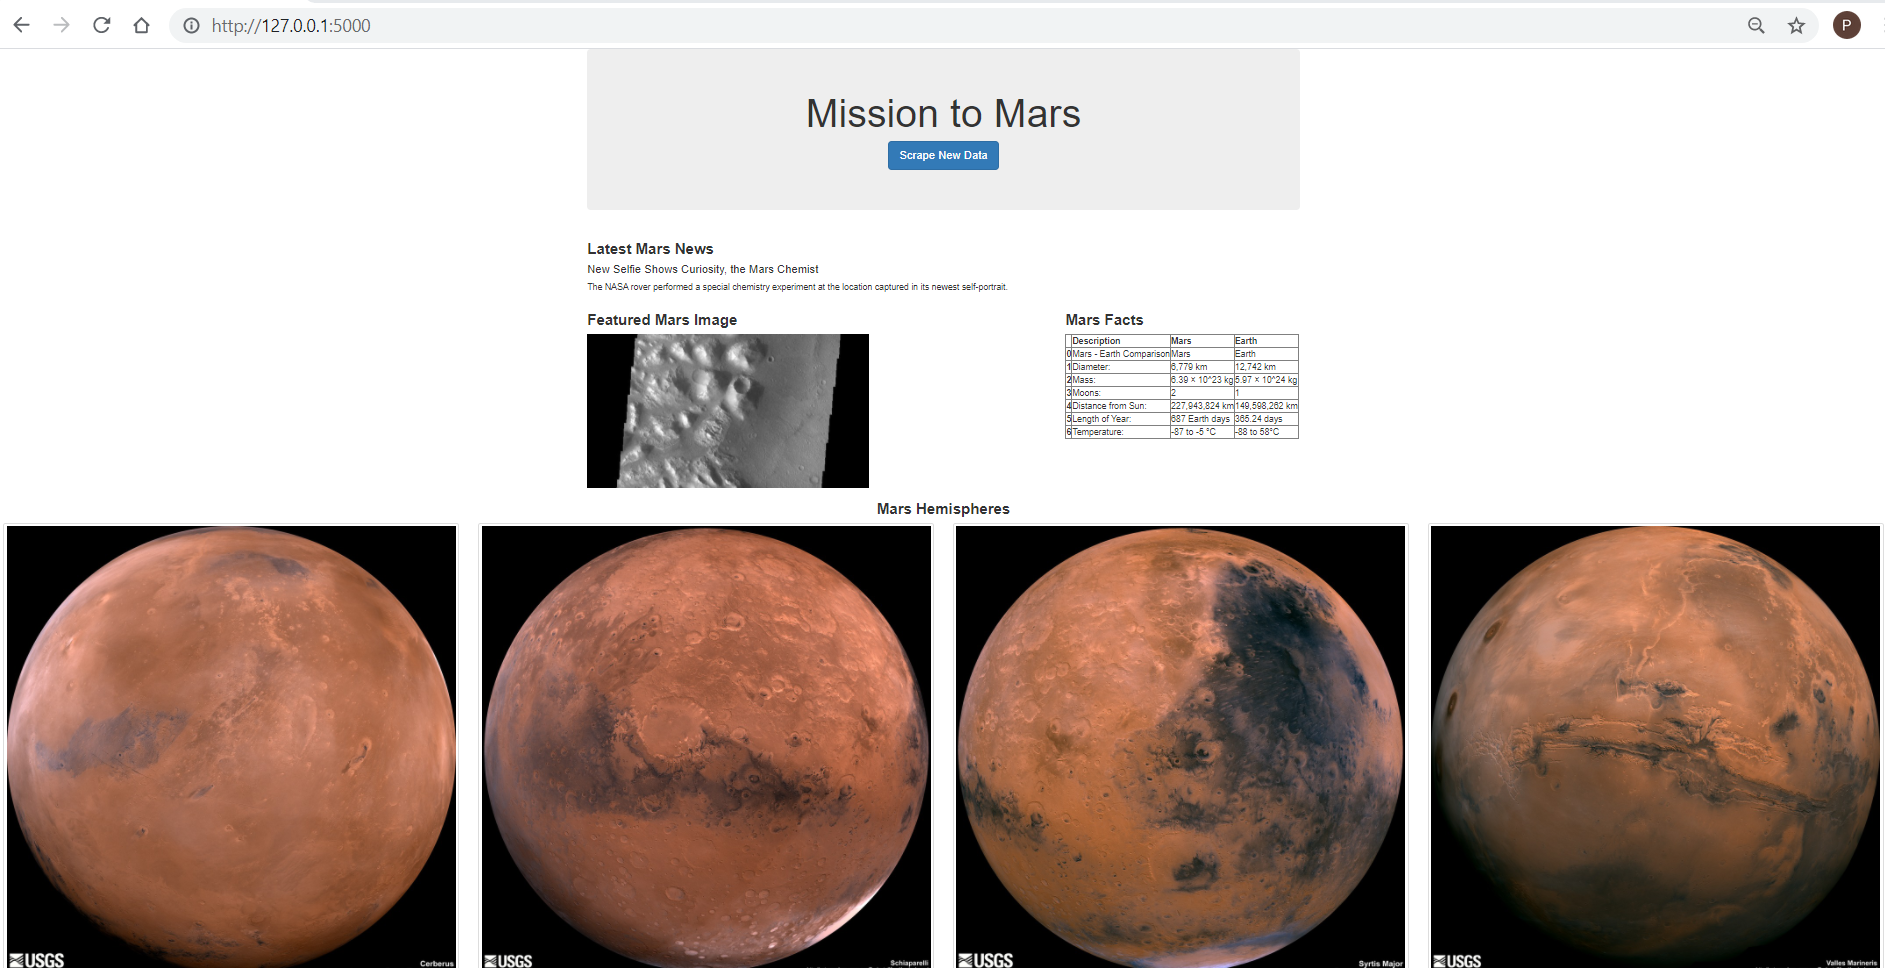 http://127.0.0.1:5000
P
Mission to Mars
Scrape New Data
Latest Mars News
New Selfie Shows Curiosity, the Mars Chemist
The NASA rover performed a special chemistry experiment at the location captured in its newest self-portrait.
Featured Mars Image
Mars Facts
Description Mars Earth
0 Mars - Earth Comparison Mars Earth
1 Diameter: 6,779 km 12,742 km
2 Mass: 6.39 × 10^23 kg 5.97 × 10^24 kg
3 Moons: 2 1
4 Distance from Sun: 227,943,824 km 149,598,262 km
5 Length of Year: 687 Earth days 365.24 days
6 Temperature: -87 to -5 °C -88 to 58°C
Mars Hemispheres
USGS Cerberus
USGS Schiaparelli
USGS Syrtis Major
USGS Valles Marineris